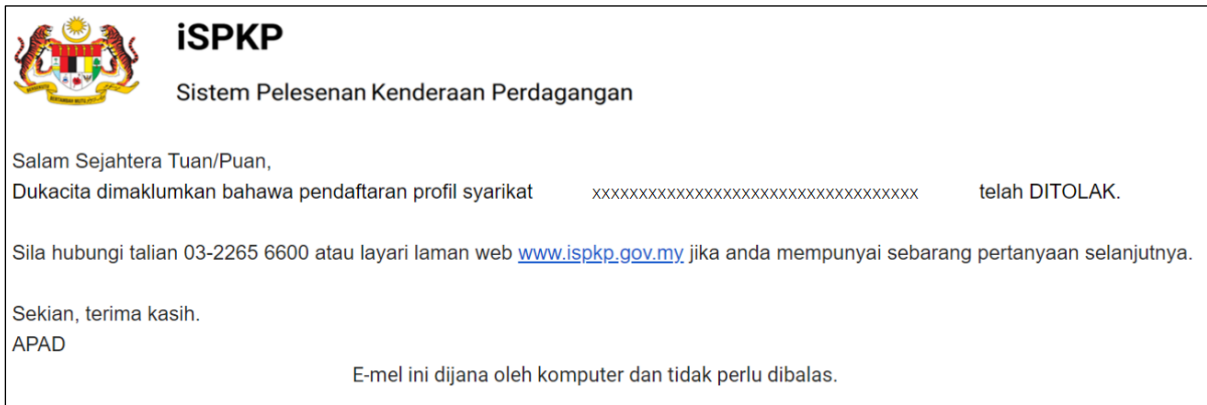 iSPKP
Sistem Pelesenan Kenderaan Perdagangan
Salam Sejahtera Tuan/Puan,
Dukacita dimaklumkan bahawa pendaftaran profil syarikat xxxxxxxxxxxxxxxxxxxxxxxxxxxxxxxxxxx telah DITOLAK.
Sila hubungi talian 03-2265 6600 atau layari laman web www.ispkp.gov.my jika anda mempunyai sebarang pertanyaan selanjutnya.
Sekian, terima kasih.
APAD
E-mel ini dijana oleh komputer dan tidak perlu dibalas.